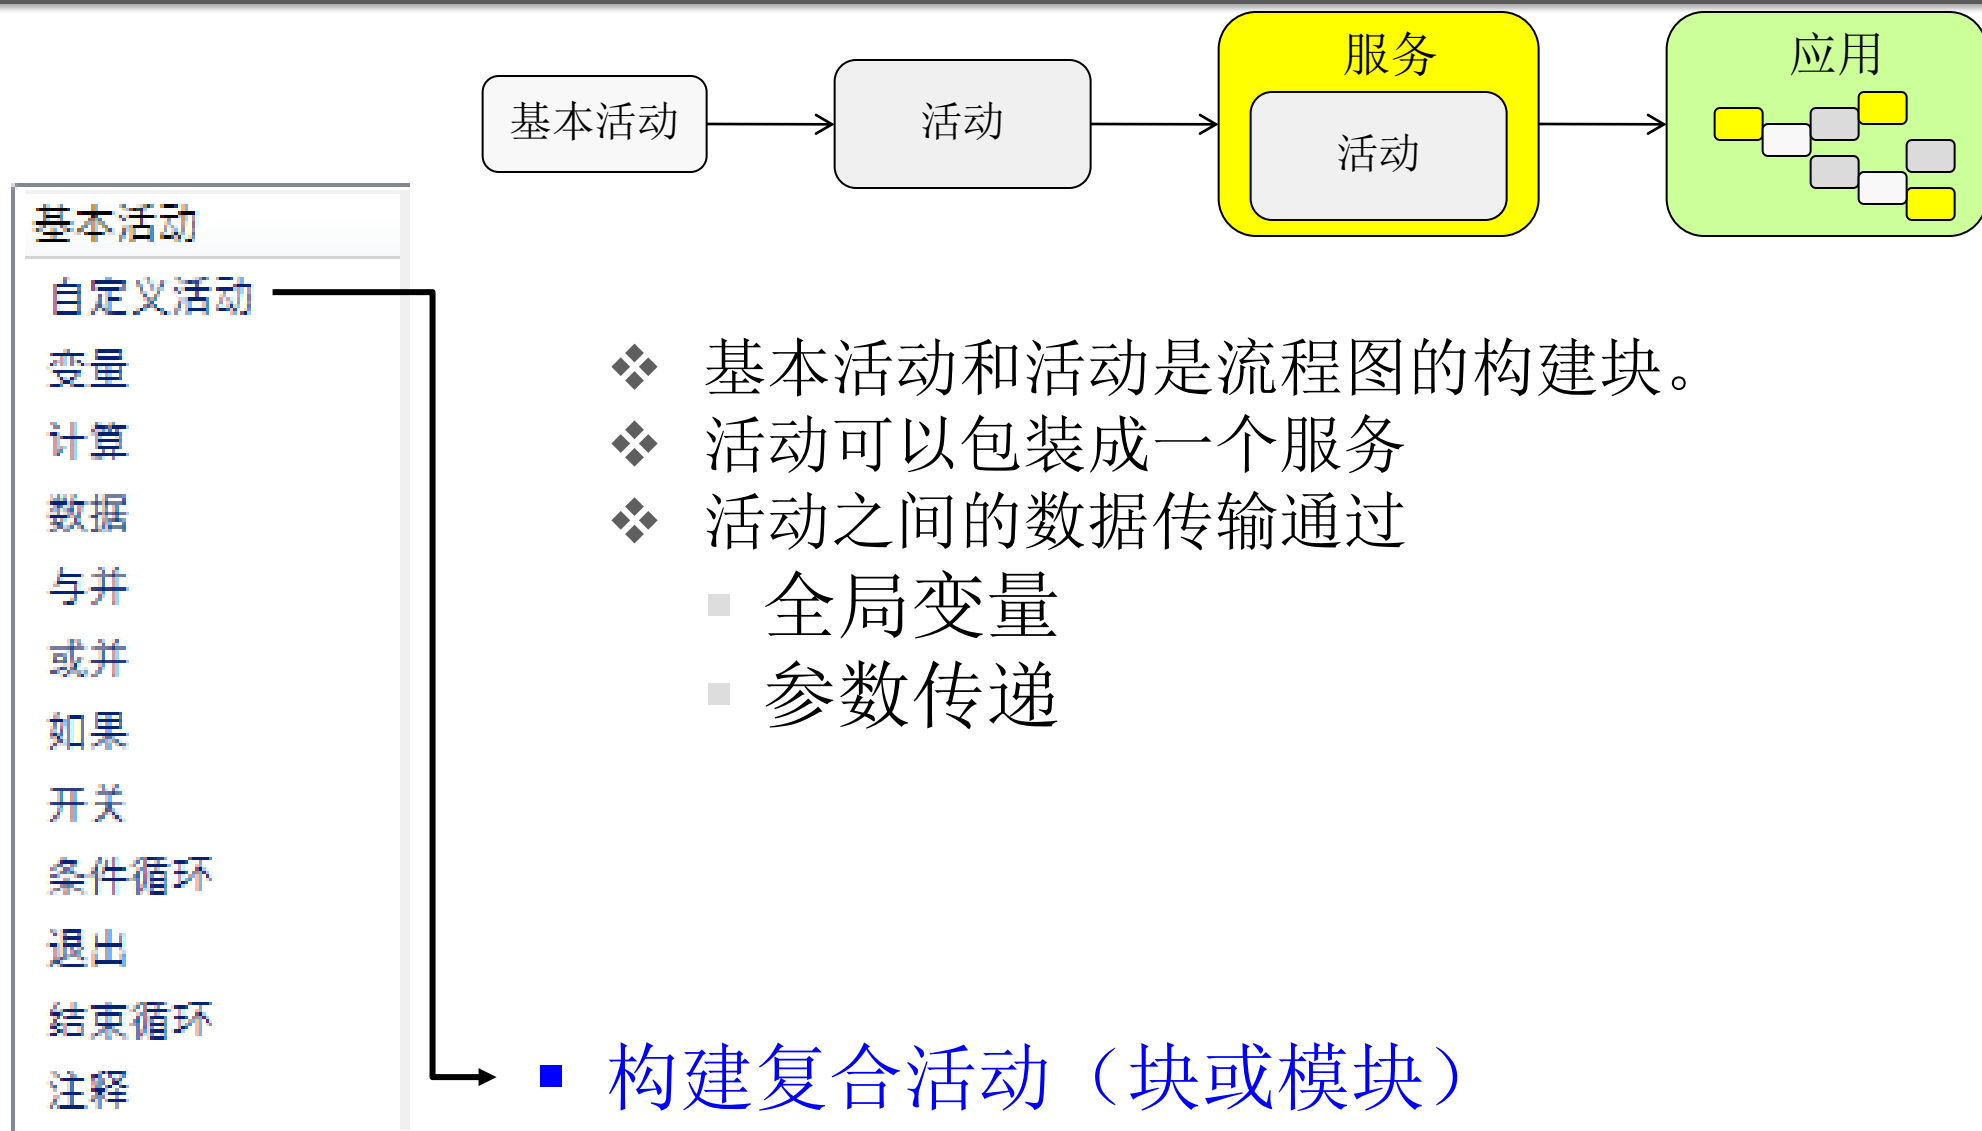 基本活动
活动
服务
活动
应用
基本活动
自定义活动
变量
计算
数据
与并
或并
如果
开关
条件循环
退出
结束循环
注释
基本活动和活动是流程图的构建块。
活动可以包装成一个服务
活动之间的数据传输通过
全局变量
参数传递
构建复合活动（块或模块）